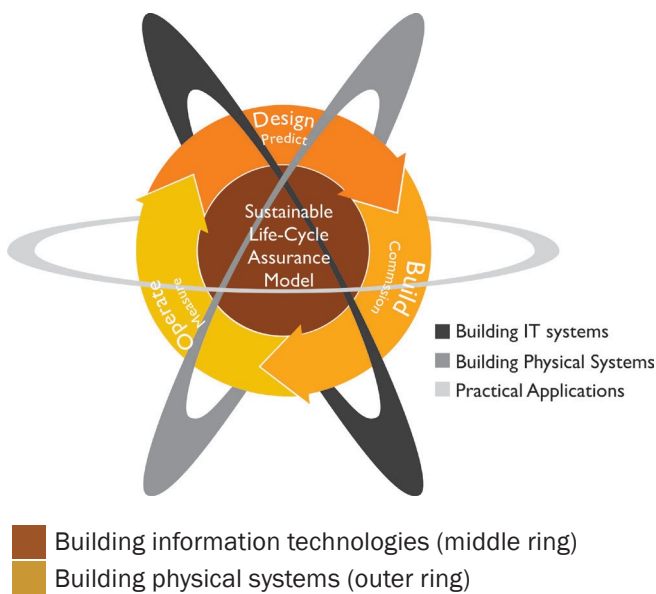 Design
Predict
Sustainable
Life-Cycle
Assurance
Model
Build
Commission
Operate
Measure
Building IT systems
Building Physical Systems
Practical Applications
Building information technologies (middle ring)
Building physical systems (outer ring)